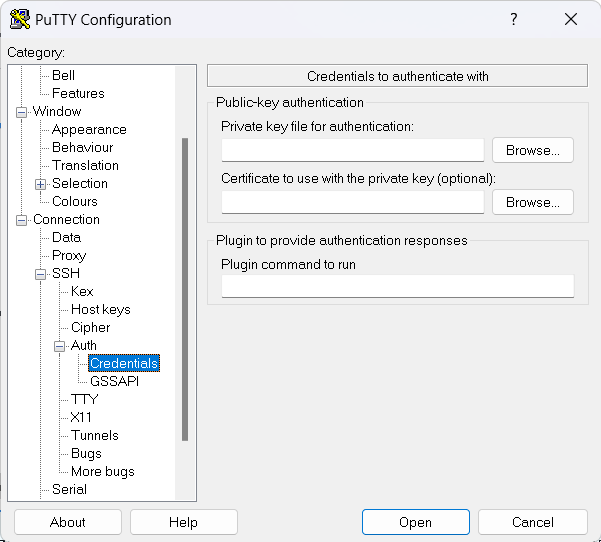 PuTTY Configuration
?
Category:
Bell
Features
Window
Appearance
Behaviour
Translation
Selection
Colours
Connection
Data
Proxy
SSH
Kex
Host keys
Cipher
Auth
Credentials
GSSAPI
TTY
X11
Tunnels
Bugs
More bugs
Serial
Credentials to authenticate with
Public-key authentication
Private key file for authentication:
Browse...
Certificate to use with the private key (optional):
Browse...
Plugin to provide authentication responses
Plugin command to run
About
Help
Open
Cancel